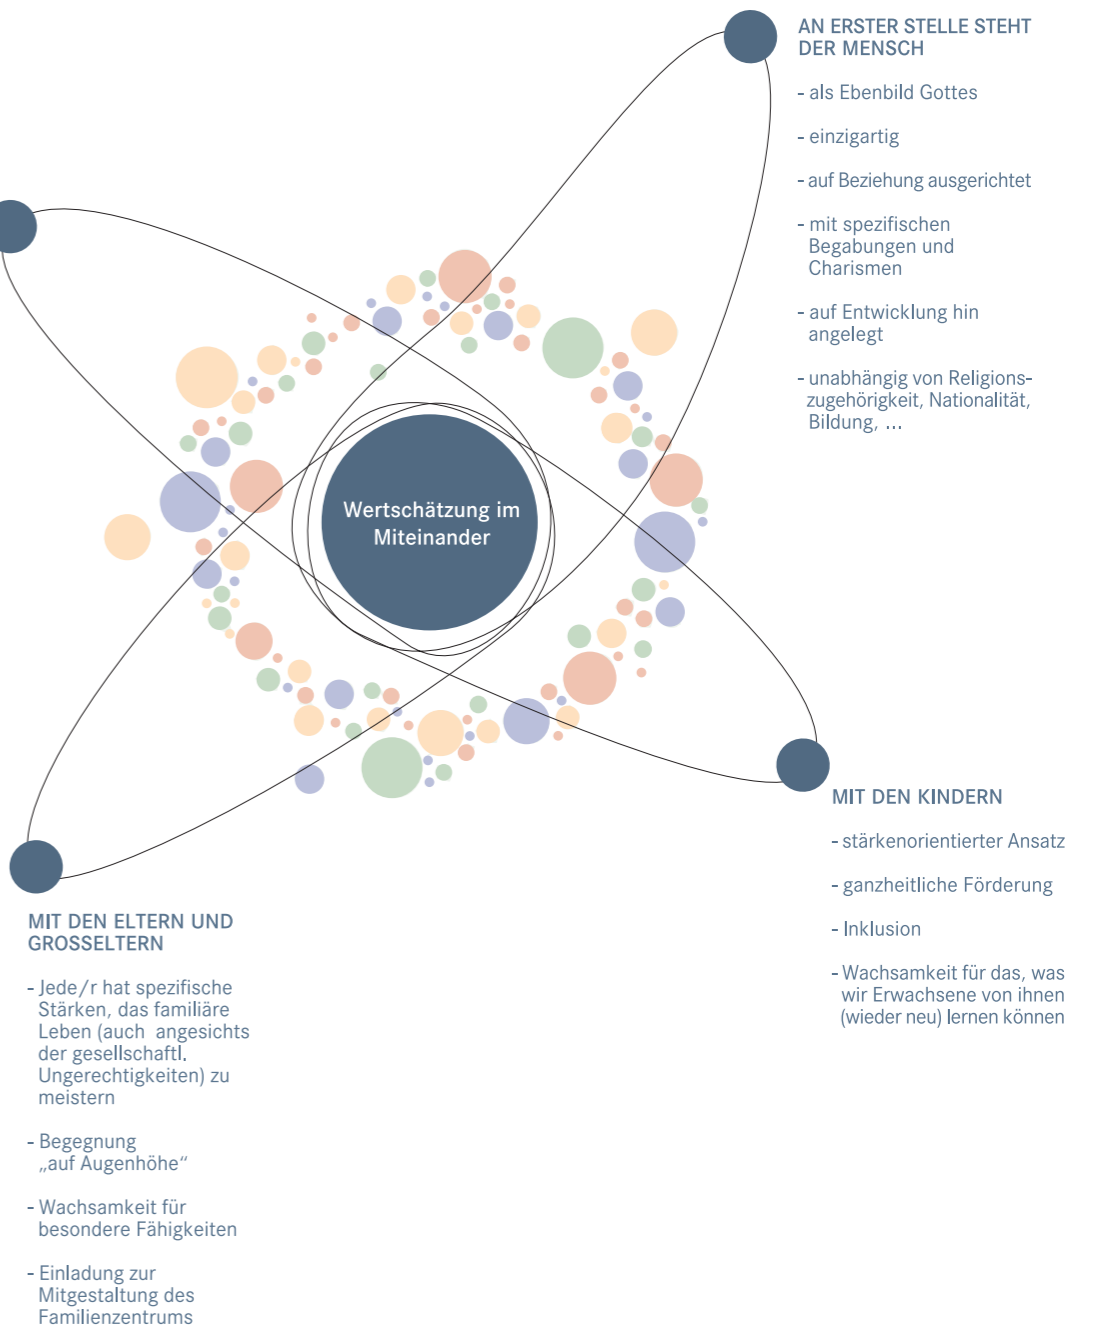 AN ERSTER STELLE STEHT
DER MENSCH
- als Ebenbild Gottes
- einzigartig
- auf Beziehung ausgerichtet
- mit spezifischen
Begabungen und
Charismen
- auf Entwicklung hin
angelegt
- unabhängig von Religions-
zugehörigkeit, Nationalität,
Bildung, ...
Wertschätzung im
Miteinander
MIT DEN KINDERN
- stärkenorientierter Ansatz
- ganzheitliche Förderung
- Inklusion
- Wachsamkeit für das, was
wir Erwachsene von ihnen
(wieder neu) lernen können
MIT DEN ELTERN UND
GROSSELTERN
- Jede/r hat spezifische
Stärken, das familiäre
Leben (auch angesichts
der gesellschaftl.
Ungerechtigkeiten) zu
meistern
- Begegnung
„auf Augenhöhe“
- Wachsamkeit für
besondere Fähigkeiten
- Einladung zur
Mitgestaltung des
Familienzentrums